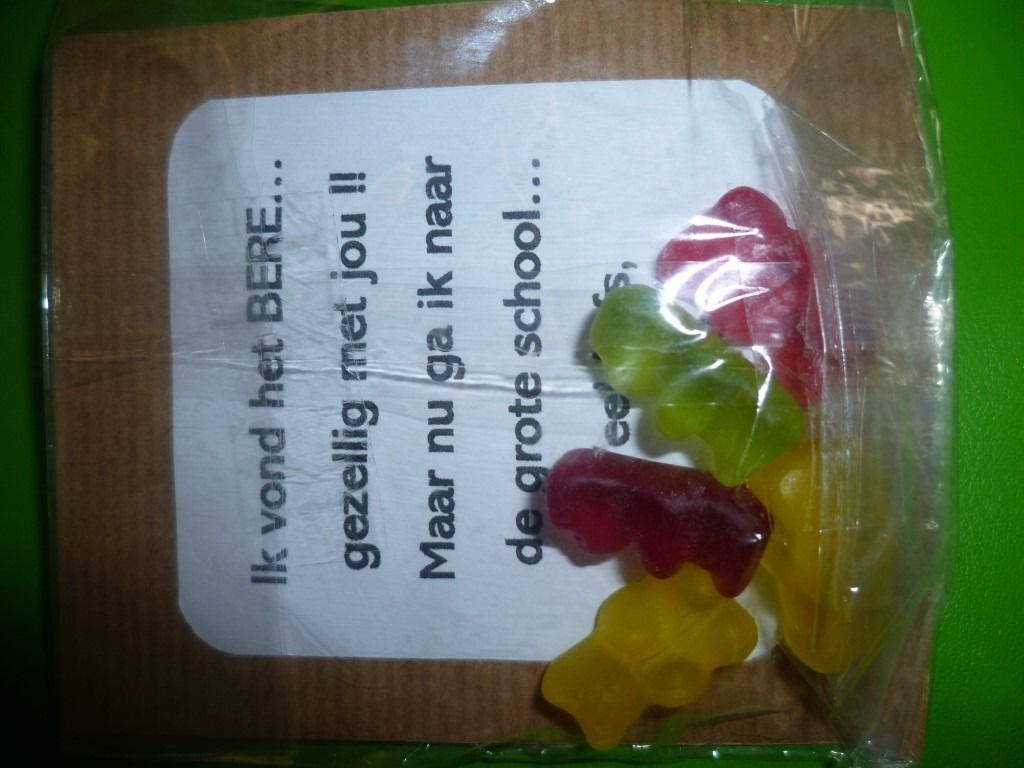 Ik vond het BERE...
gezellig met jou !!
Maar nu ga ik naar
de grote school...